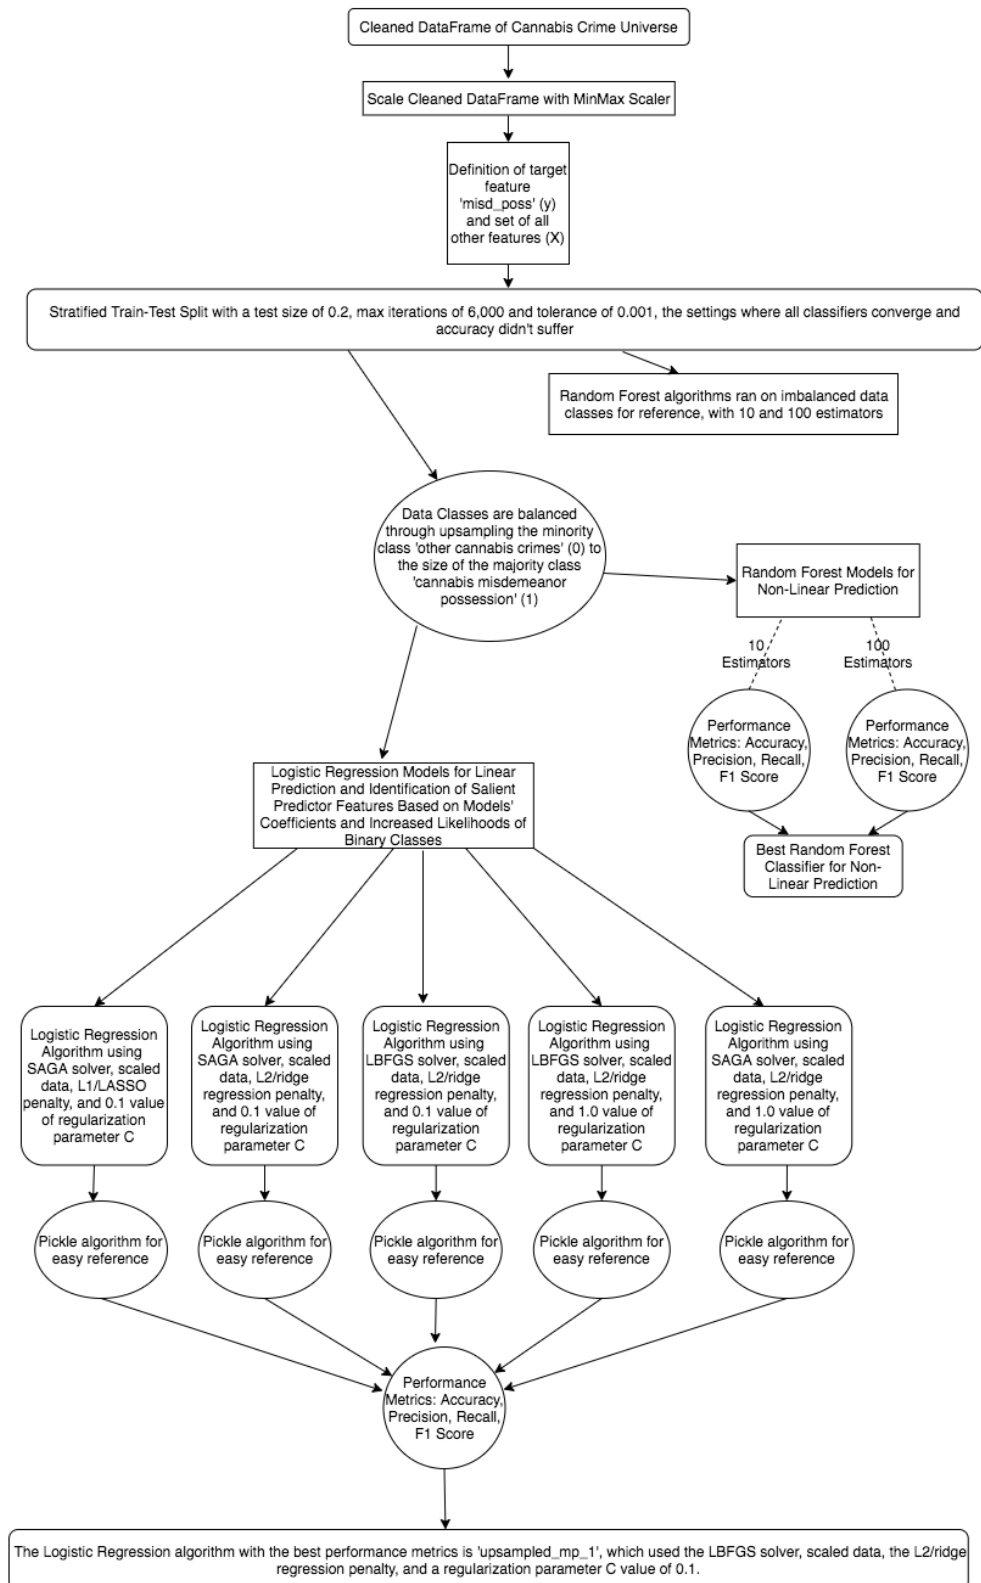 Cleaned DataFrame of Cannabis Crime Universe
Scale Cleaned DataFrame with MinMax Scaler
Definition of target
feature
'misd_poss' (y)
and set of all
other features (X)
Stratified Train-Test Split with a test size of 0.2, max iterations of 6,000 and tolerance of 0.001, the settings where all classifiers converge and
accuracy didn't suffer
Random Forest algorithms ran on imbalanced data
classes for reference, with 10 and 100 estimators
Data Classes are balanced
through upsampling the minority
class 'other cannabis crimes' (0) to
the size of the majority class
'cannabis misdemeanor
possession' (1)
Random Forest Models for
Non-Linear Prediction
10
Estimators
100
Estimators
Performance
Metrics: Accuracy,
Precision, Recall,
F1 Score
Performance
Metrics: Accuracy,
Precision, Recall,
F1 Score
Best Random Forest
Classifier for Non-
Linear Prediction
Logistic Regression Models for Linear
Prediction and Identification of Salient
Predictor Features Based on Models'
Coefficients and Increased Likelihoods of
Binary Classes
Logistic Regression
Algorithm using
SAGA solver, scaled
data, L1/LASSO
penalty, and 0.1 value
of regularization
parameter C
Logistic Regression
Algorithm using
SAGA solver, scaled
data, L2/ridge
regression penalty,
and 0.1 value of
regularization
parameter C
Logistic Regression
Algorithm using
LBFGS solver, scaled
data, L2/ridge
regression penalty,
and 0.1 value of
regularization
parameter C
Logistic Regression
Algorithm using
LBFGS solver, scaled
data, L2/ridge
regression penalty,
and 1.0 value of
regularization
parameter C
Logistic Regression
Algorithm using
SAGA solver, scaled
data, L2/ridge
regression penalty,
and 1.0 value of
regularization
parameter C
Pickle algorithm for
easy reference
Pickle algorithm for
easy reference
Pickle algorithm for
easy reference
Pickle algorithm for
easy reference
Pickle algorithm for
easy reference
Performance
Metrics: Accuracy,
Precision, Recall,
F1 Score
The Logistic Regression algorithm with the best performance metrics is 'upsampled_mp_1', which used the LBFGS solver, scaled data, the L2/ridge
regression penalty, and a regularization parameter C value of 0.1.